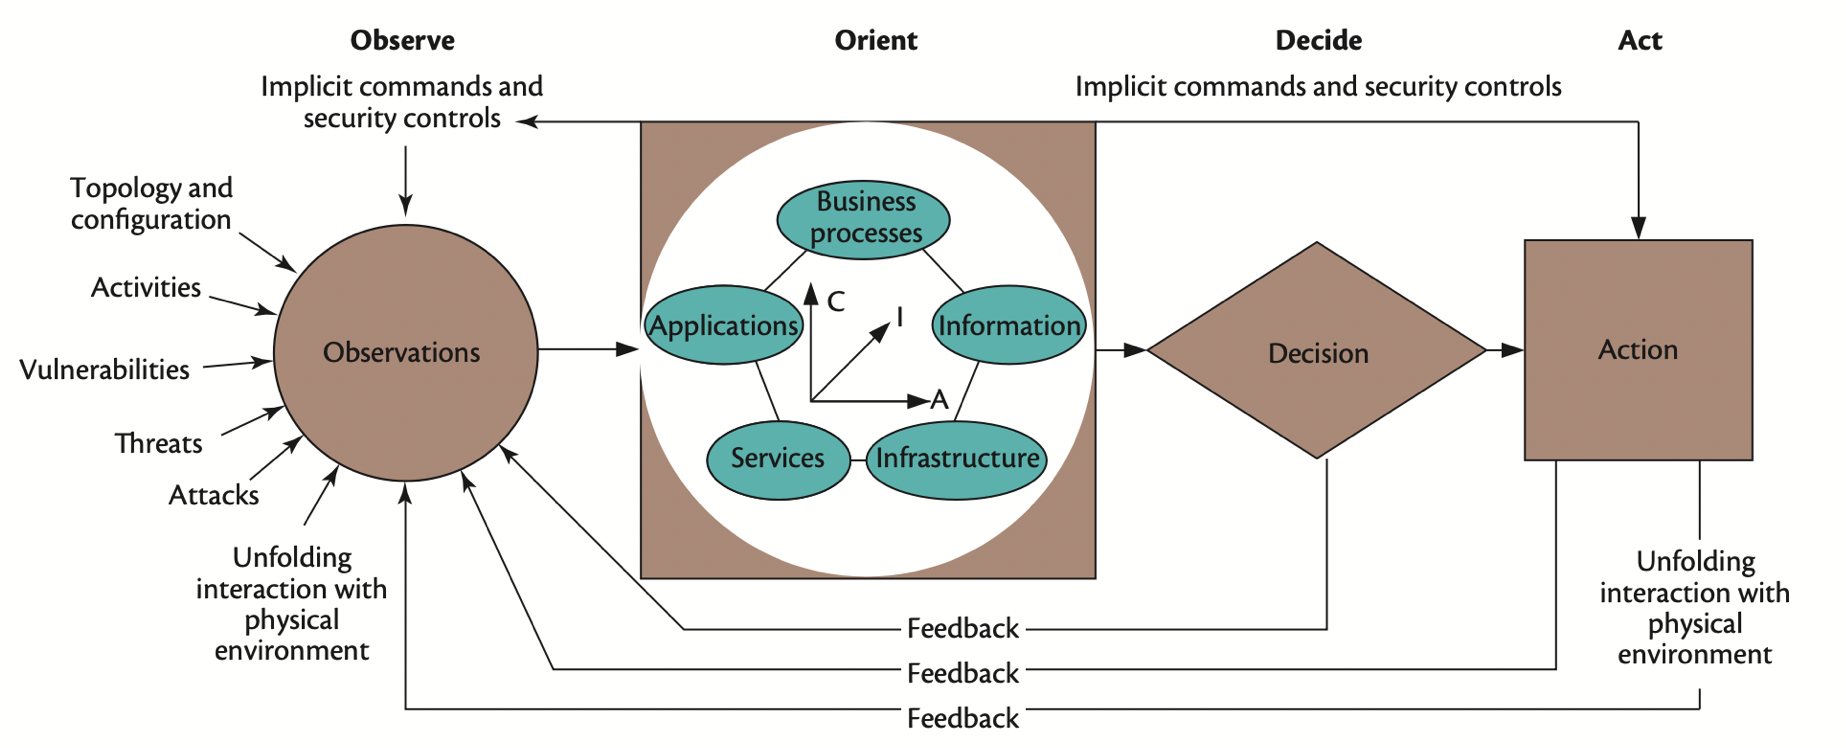 Observe
Orient
Decide
Act
Implicit commands and
security controls
Implicit commands and security controls
Topology and
configuration
Activities
Vulnerabilities
Threats
Attacks
Unfolding
interaction with
physical
environment
Observations
Business
processes
Applications
Information
Services
Infrastructure
C
I
A
Decision
Action
Unfolding
interaction with
physical
environment
Feedback
Feedback
Feedback